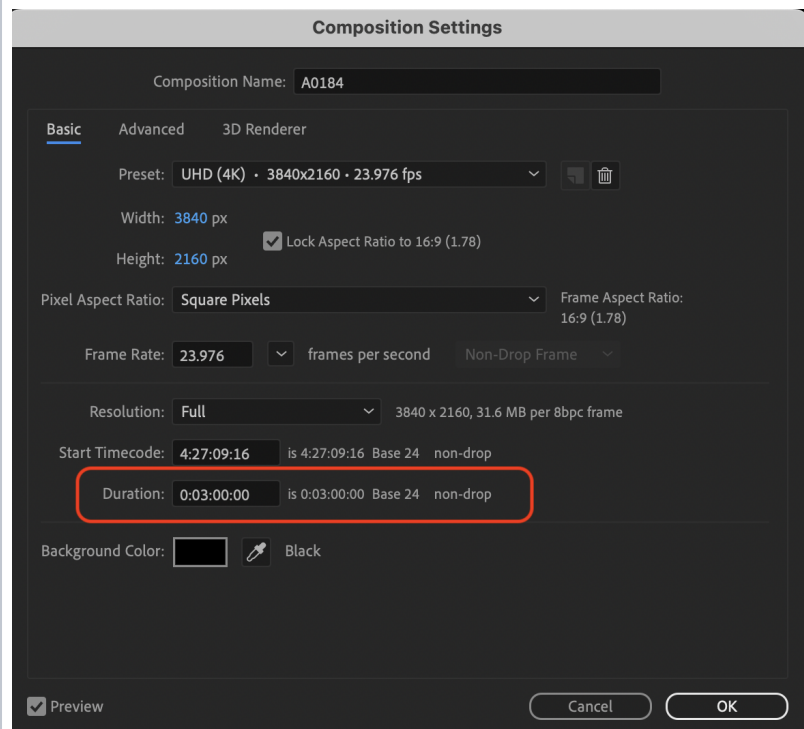 Composition Settings
Composition Name: A0184
Basic Advanced 3D Renderer
Preset: UHD (4K) • 3840x2160 • 23.976 fps
Width: 3840 px
Lock Aspect Ratio to 16:9 (1.78)
Height: 2160 px
Pixel Aspect Ratio: Square Pixels Frame Aspect Ratio:
16:9 (1.78)
Frame Rate: 23.976 frames per second Non-Drop Frame
Resolution: Full 3840 x 2160, 31.6 MB per 8bpc frame
Start Timecode: 4:27:09:16 is 4:27:09:16 Base 24 non-drop
Duration: 0:03:00:00 is 0:03:00:00 Base 24 non-drop
Background Color: Black
Preview Cancel OK